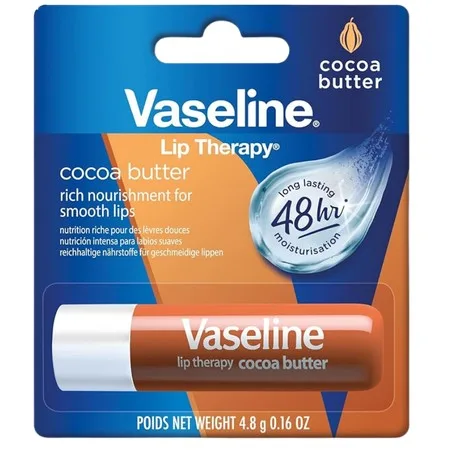 cocoa
butter
Vaseline®
Lip Therapy®
cocoa butter
rich nourishment for
smooth lips
nutrition riche pour des lèvres douces
nutrición intensa para labios suaves
reichhaltige nährstoffe für geschmeidige lippen
long lasting
48hr
moisturisation
Vaseline
lip therapy cocoa butter
POIDS NET WEIGHT 4.8 g 0.16 OZ